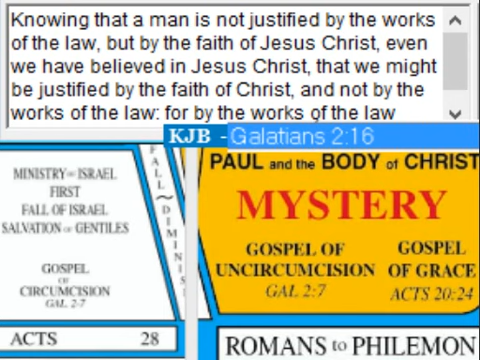 Knowing that a man is not justified by the works
of the law, but by the faith of Jesus Christ, even
we have believed in Jesus Christ, that we might
be justified by the faith of Christ, and not by the
works of the law: for by the works of the law
KJB - Galatians 2:16
MINISTRY OF ISRAEL
FIRST
FALL OF ISRAEL
SALVATION OF GENTILES
GOSPEL
OF
CIRCUMCISION
GAL 2-7
FALL ~ DIMINIS
ACTS 28
PAUL and the BODY of CHRIST
MYSTERY
GOSPEL OF
UNCIRCUMCISION
GAL 2:7
GOSPEL
OF GRACE
ACTS 20:24
ROMANS to PHILEMON